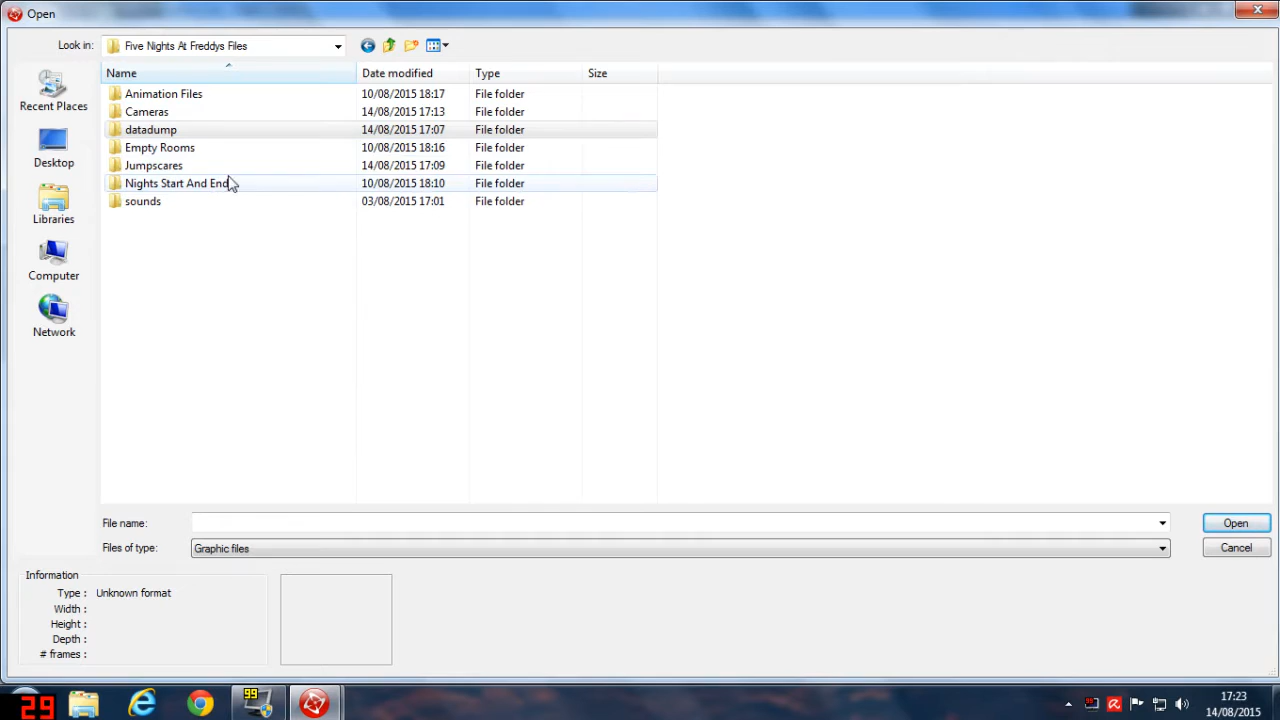 Open
Look in: Five Nights At Freddys Files
Name Date modified Type Size
Animation Files 10/08/2015 18:17 File folder
Cameras 14/08/2015 17:13 File folder
datadump 14/08/2015 17:07 File folder
Empty Rooms 10/08/2015 18:16 File folder
Jumpscares 14/08/2015 17:09 File folder
Nights Start And End 10/08/2015 18:10 File folder
sounds 03/08/2015 17:01 File folder
Recent Places
Desktop
Libraries
Computer
Network
File name: Open
Files of type: Graphic files Cancel
Information
Type : Unknown format
Width :
Height :
Depth :
# frames :
29
99
17:23
14/08/2015